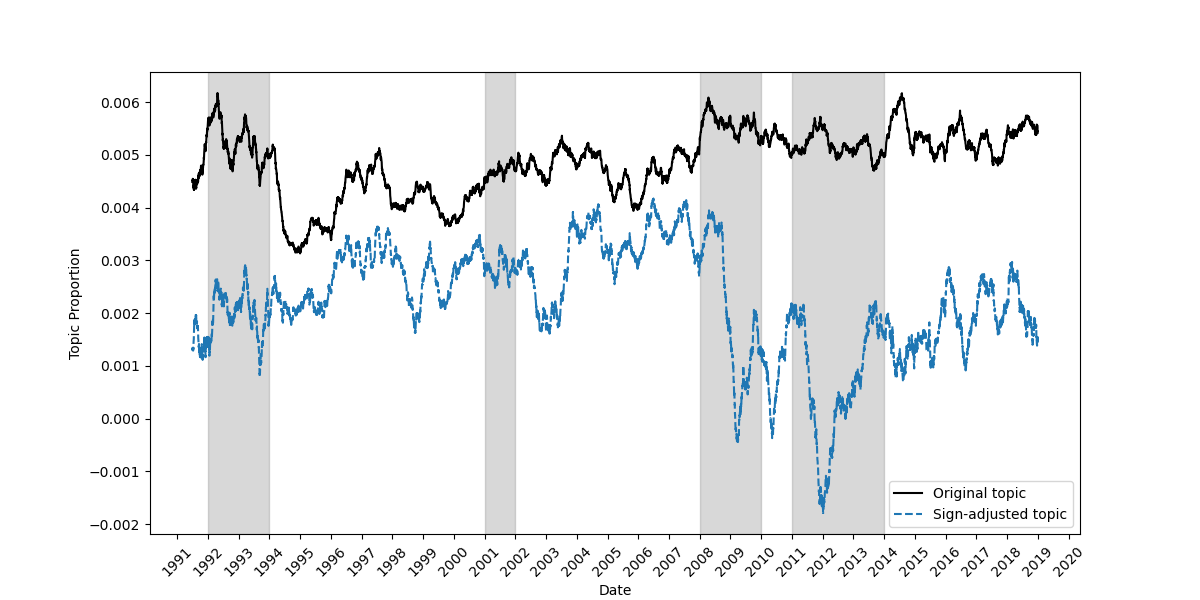 Topic Proportion
0.006
0.005
0.004
0.003
0.002
0.001
0.000
−0.001
−0.002
Original topic
Sign-adjusted topic
1991 1992 1993 1994 1995 1996 1997 1998 1999 2000 2001 2002 2003 2004 2005 2006 2007 2008 2009 2010 2011 2012 2013 2014 2015 2016 2017 2018 2019 2020
Date